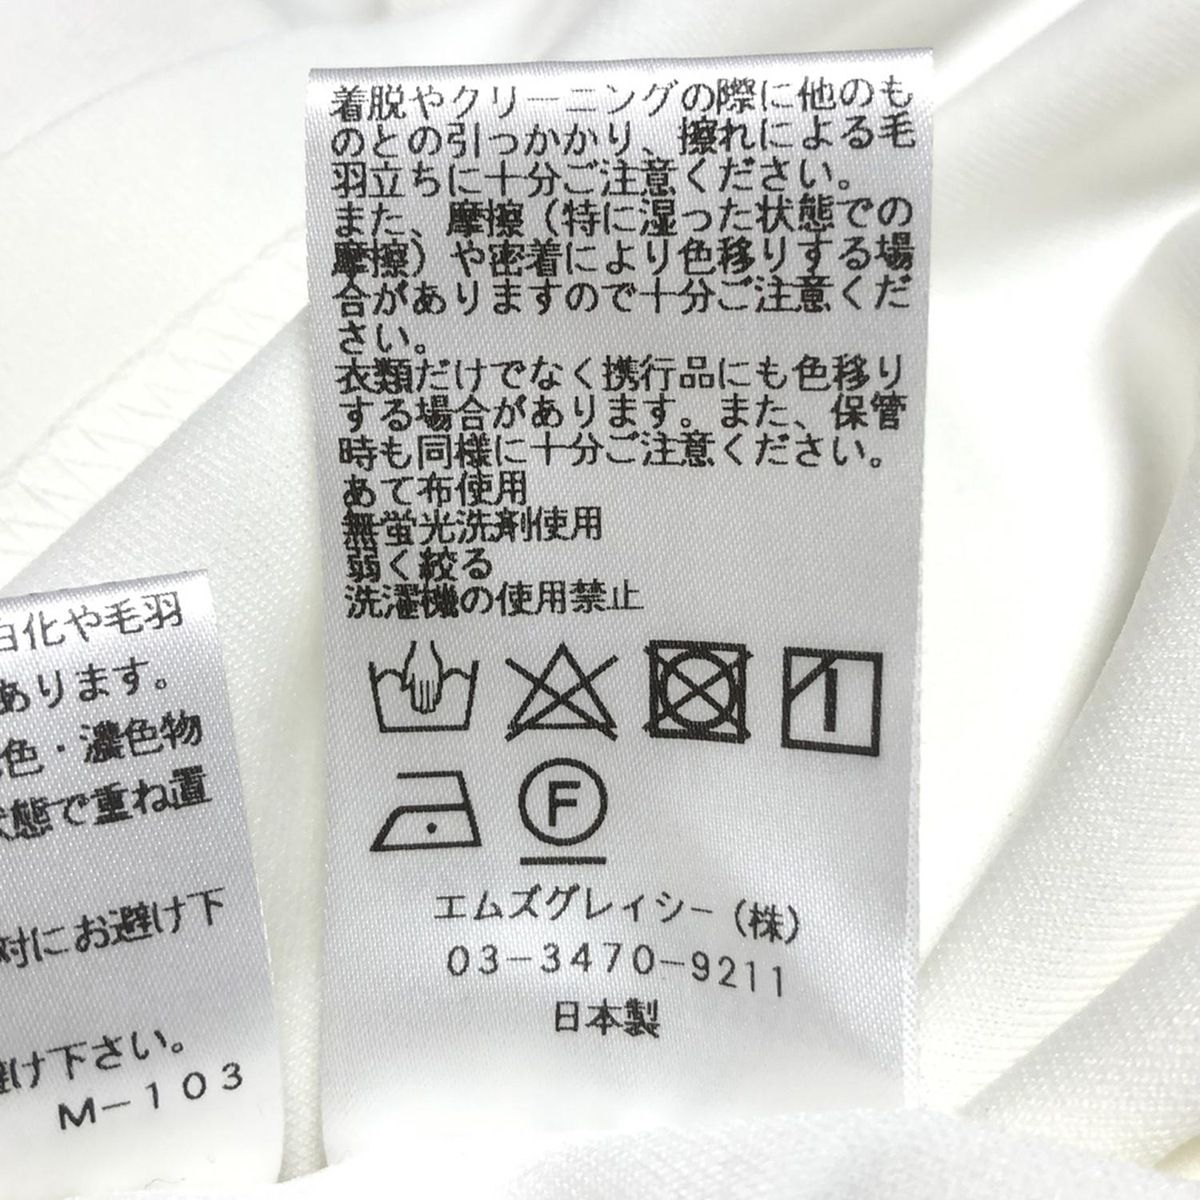 着脱やクリーニングの際に他のも
のとの引っかかり、擦れによる毛
羽立ちに十分ご注意ください。
また、摩擦（特に湿った状態での
摩擦）や密着により色移りする場
合がありますので十分ご注意くだ
さい。
衣類だけでなく携行品にも色移り
する場合があります。また、保管
時も同様に十分ご注意ください。
あて布使用
無蛍光洗剤使用
弱く絞る
洗濯機の使用禁止
F
エムズグレイシー（株）
03-3470-9211
日本製
白化や毛羽
あります。
色・濃色物
状態で重ね置
対にお避け下
避け下さい。
M-103